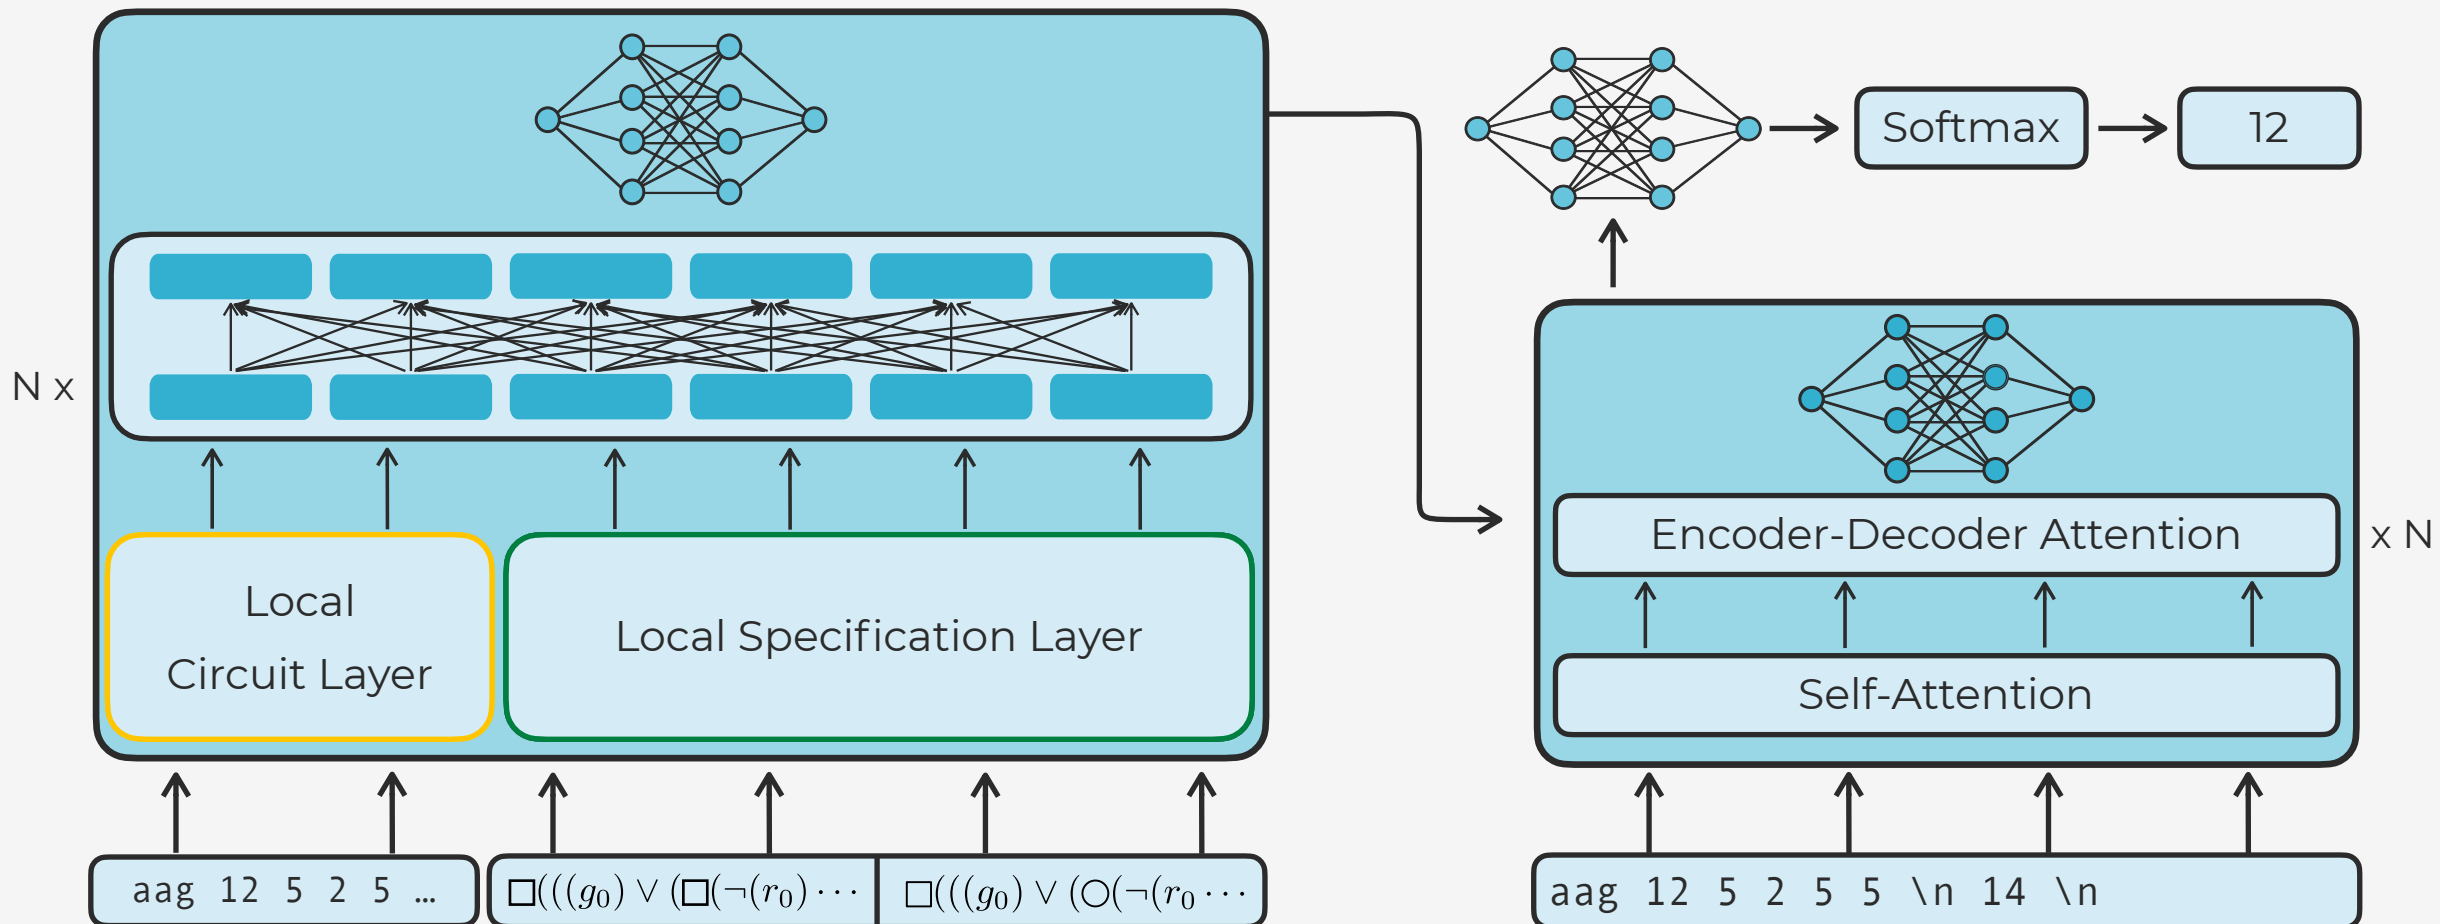 N x
Local
Circuit Layer
Local Specification Layer
aag 12 5 2 5 …
□(((g₀) ∨ (□(¬(r₀) ⋯
□(((g₀) ∨ (○(¬(r₀ ⋯
Softmax
12
Encoder-Decoder Attention
x N
Self-Attention
aag 12 5 2 5 5 \n 14 \n